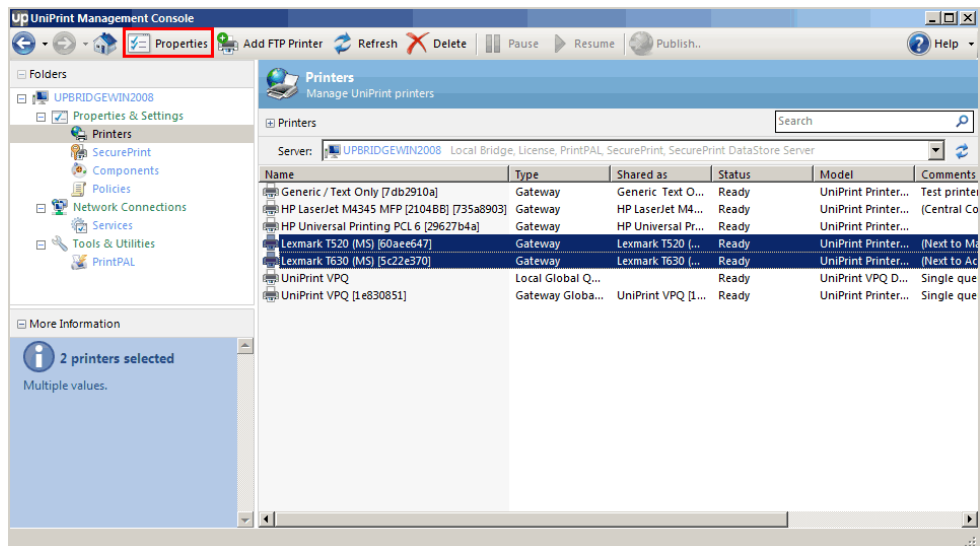 UP UniPrint Management Console
Properties Add FTP Printer Refresh Delete Pause Resume Publish.. Help
Folders
UPBRIDGEWIN2008
Properties & Settings
Printers
SecurePrint
Components
Policies
Network Connections
Services
Tools & Utilities
PrintPAL
More Information
2 printers selected
Multiple values.
Printers
Manage UniPrint printers
Printers Search
Server: UPBRIDGEWIN2008 Local Bridge, License, PrintPAL, SecurePrint, SecurePrint DataStore Server
Name Type Shared as Status Model Comments
Generic / Text Only [7db2910a] Gateway Generic Text O... Ready UniPrint Printer... Test printer
HP LaserJet M4345 MFP [2104BB] [735a8903] Gateway HP LaserJet M4... Ready UniPrint Printer... (Central Co
HP Universal Printing PCL 6 [29627b4a] Gateway HP Universal Pr... Ready UniPrint Printer...
Lexmark T520 (MS) [60aee647] Gateway Lexmark T520 (... Ready UniPrint Printer... (Next to Ma
Lexmark T630 (MS) [5c22e370] Gateway Lexmark T630 (... Ready UniPrint Printer... (Next to Ac
UniPrint VPQ Local Global Q... Ready UniPrint VPQ D... Single que
UniPrint VPQ [1e830851] Gateway Globa... UniPrint VPQ [1... Ready UniPrint Printer... Single que